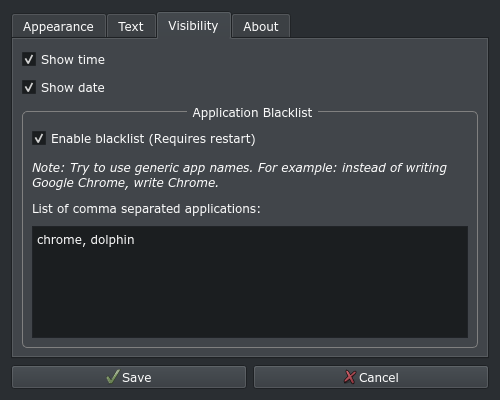 Appearance Text Visibility About
Show time
Show date
Application Blacklist
Enable blacklist (Requires restart)
Note: Try to use generic app names. For example: instead of writing
Google Chrome, write Chrome.
List of comma separated applications:
chrome, dolphin
Save Cancel